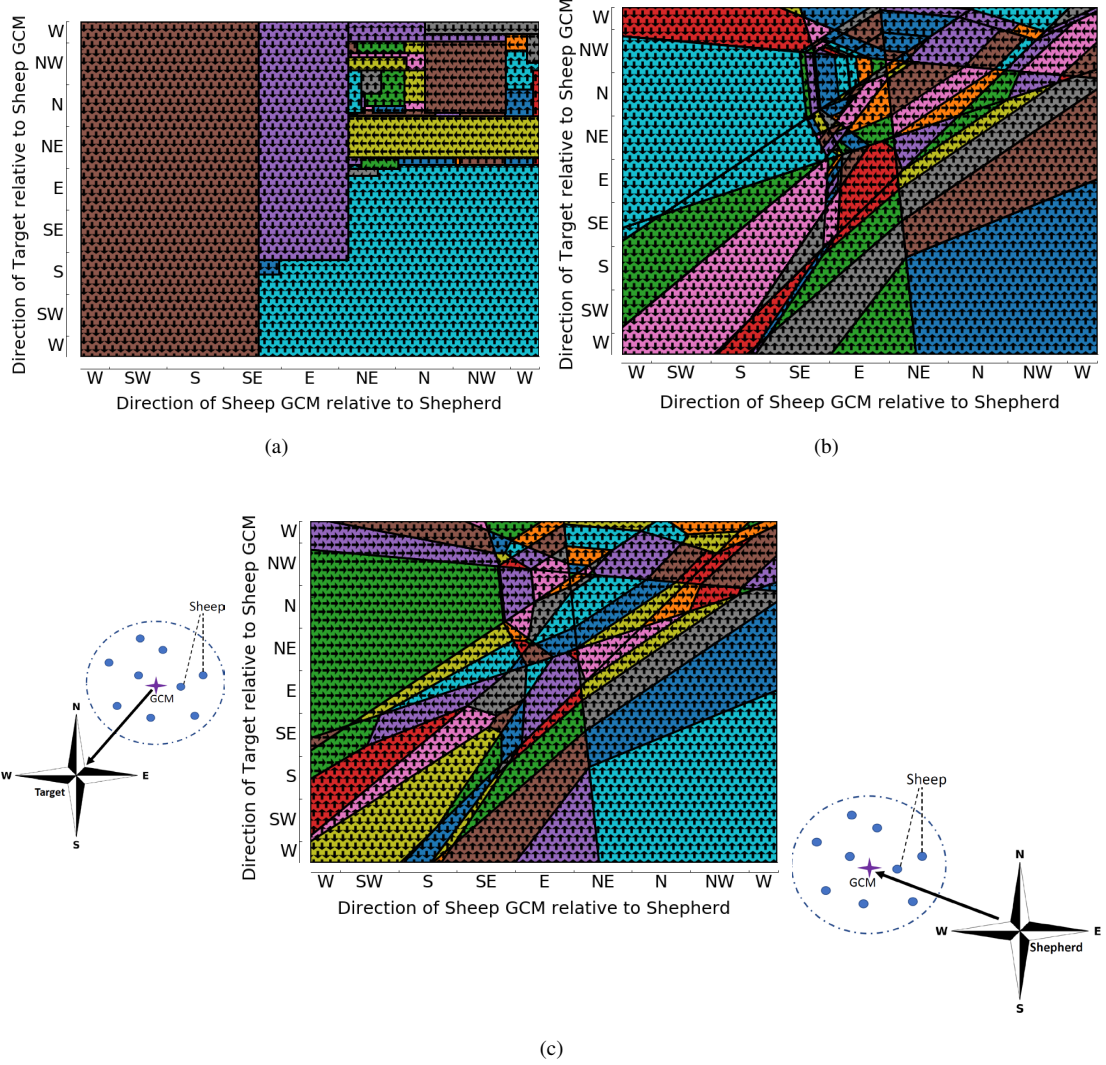 Direction of Target relative to Sheep GCM
W
NW
N
NE
E
SE
S
SW
W
W SW S SE E NE N NW W
Direction of Sheep GCM relative to Shepherd
(a)
Direction of Target relative to Sheep GCM
W
NW
N
NE
E
SE
S
SW
W
W SW S SE E NE N NW W
Direction of Sheep GCM relative to Shepherd
(b)
Sheep
GCM
N
W
E
Target
S
Direction of Target relative to Sheep GCM
W
NW
N
NE
E
SE
S
SW
W
W SW S SE E NE N NW W
Direction of Sheep GCM relative to Shepherd
Sheep
GCM
N
W
E
Shepherd
S
(c)